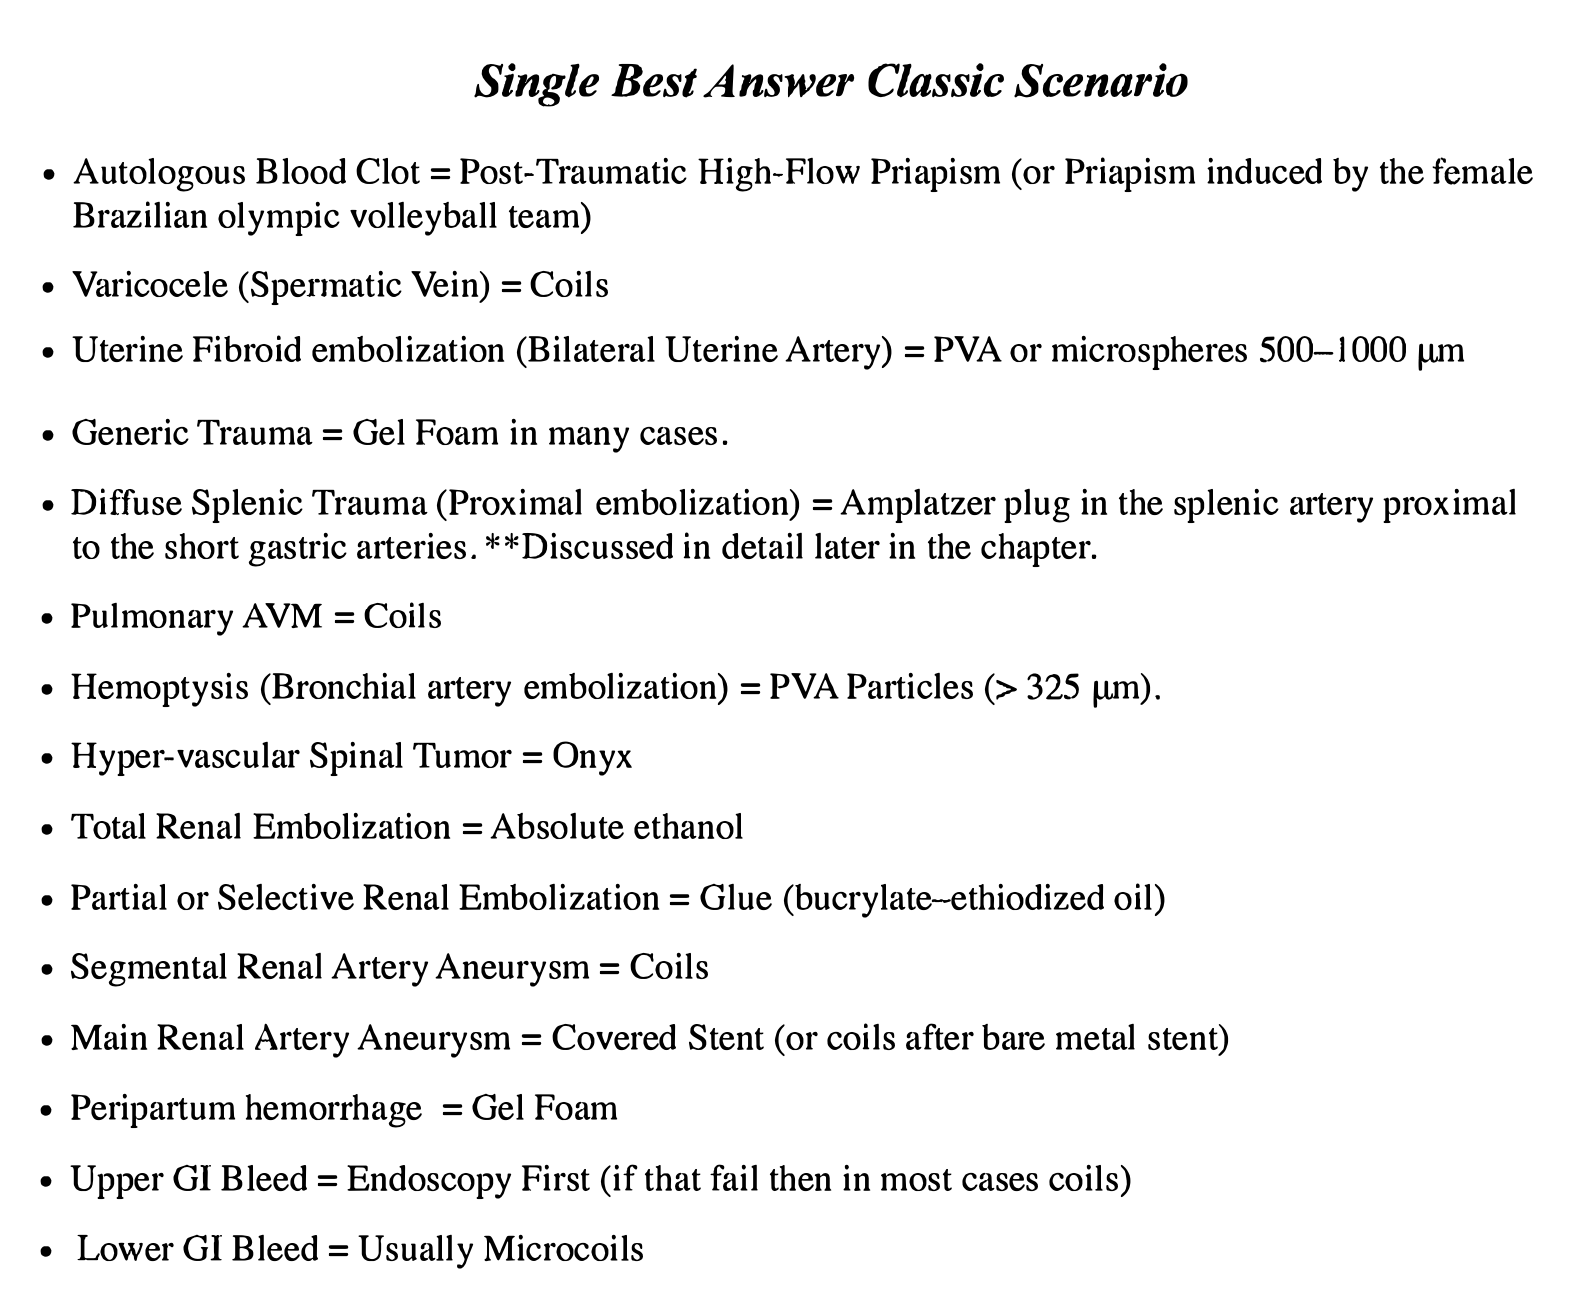 Single Best Answer Classic Scenario
• Autologous Blood Clot = Post-Traumatic High-Flow Priapism (or Priapism induced by the female
Brazilian olympic volleyball team)
• Varicocele (Spermatic Vein) = Coils
• Uterine Fibroid embolization (Bilateral Uterine Artery) = PVA or microspheres 500–1000 μm
• Generic Trauma = Gel Foam in many cases.
• Diffuse Splenic Trauma (Proximal embolization) = Amplatzer plug in the splenic artery proximal
to the short gastric arteries. **Discussed in detail later in the chapter.
• Pulmonary AVM = Coils
• Hemoptysis (Bronchial artery embolization) = PVA Particles (> 325 μm).
• Hyper-vascular Spinal Tumor = Onyx
• Total Renal Embolization = Absolute ethanol
• Partial or Selective Renal Embolization = Glue (bucrylate–ethiodized oil)
• Segmental Renal Artery Aneurysm = Coils
• Main Renal Artery Aneurysm = Covered Stent (or coils after bare metal stent)
• Peripartum hemorrhage = Gel Foam
• Upper GI Bleed = Endoscopy First (if that fail then in most cases coils)
• Lower GI Bleed = Usually Microcoils